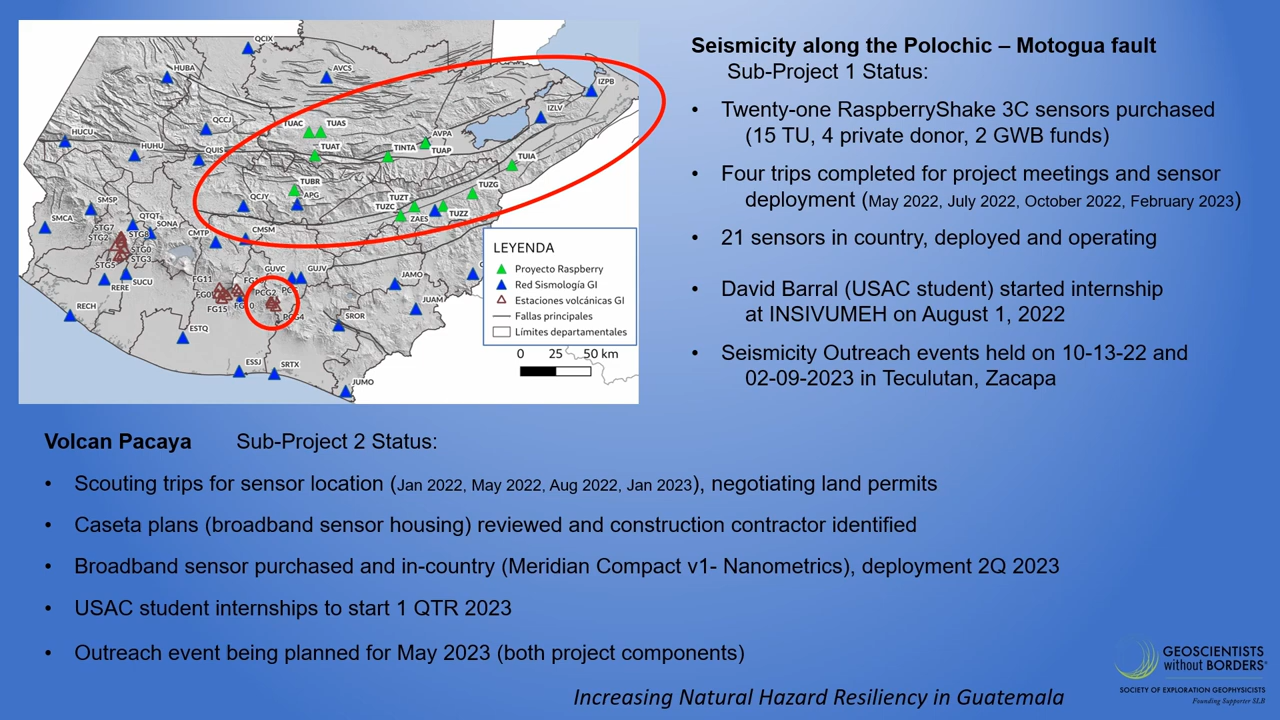 QCIX
HUBA
AVCS
IZPB
IZLV
QCCJ
TUAC
TUAS
AVPA
HUCU
HUHU
QUIS
TUAT
TINTA
TUAP
TUIA
TUBR
TUZG
QCJY
APG
TUZT
TUZC
ZAES
TUZZ
SMSP
SMCA
QTQT
SONA
STG7
STG8
STG2
STG0
STG3
STG5
CMTP
CMSM
RERE
SUCU
FG11
GUVC
GUJV
JAMO
PCG2
FG15
PCG4
RECH
ESTQ
SROR
JUAM
ESSJ
SRTX
JUMO
LEYENDA
Proyecto Raspberry
Red Sismología GI
Estaciones volcánicas GI
Fallas principales
Límites departamentales
0 25 50 km
Seismicity along the Polochic – Motogua fault
Sub-Project 1 Status:
• Twenty-one RaspberryShake 3C sensors purchased
(15 TU, 4 private donor, 2 GWB funds)
• Four trips completed for project meetings and sensor
deployment (May 2022, July 2022, October 2022, February 2023)
• 21 sensors in country, deployed and operating
• David Barral (USAC student) started internship
at INSIVUMEH on August 1, 2022
• Seismicity Outreach events held on 10-13-22 and
02-09-2023 in Teculutan, Zacapa
Volcan Pacaya Sub-Project 2 Status:
• Scouting trips for sensor location (Jan 2022, May 2022, Aug 2022, Jan 2023), negotiating land permits
• Caseta plans (broadband sensor housing) reviewed and construction contractor identified
• Broadband sensor purchased and in-country (Meridian Compact v1- Nanometrics), deployment 2Q 2023
• USAC student internships to start 1 QTR 2023
• Outreach event being planned for May 2023 (both project components)
GEOSCIENTISTS
without BORDERS®
SOCIETY OF EXPLORATION GEOPHYSICISTS
Founding Supporter SLB
Increasing Natural Hazard Resiliency in Guatemala